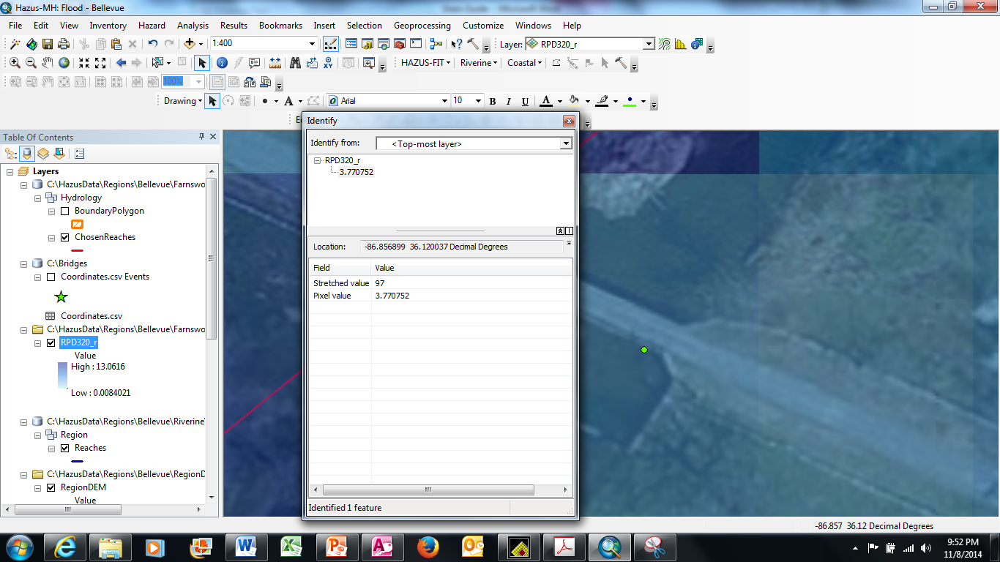 Hazus-MH: Flood - Bellevue
File Edit View Inventory Hazard Analysis Results Bookmarks Insert Selection Geoprocessing Customize Windows Help
1:400 Layer: RPD320_r
HAZUS-FIT Riverine Coastal
100%
Drawing A Arial 10 B I U A
Identify
Table Of Contents
Identify from: <Top-most layer>
RPD320_r
3.770752
Layers
C:\HazusData\Regions\Bellevue\Farnswo
Hydrology
BoundaryPolygon
ChosenReaches
C:\Bridges
Coordinates.csv Events
Coordinates.csv
C:\HazusData\Regions\Bellevue\Farnswo
RPD320_r
Value
High : 13.0616
Low : 0.0084021
C:\HazusData\Regions\Bellevue\Riverine
Region
Reaches
C:\HazusData\Regions\Bellevue\RegionD
RegionDEM
Value
Location: -86.856899 36.120037 Decimal Degrees
Field Value
Stretched value 97
Pixel value 3.770752
Identified 1 feature
-86.857 36.12 Decimal Degrees
9:52 PM
11/8/2014